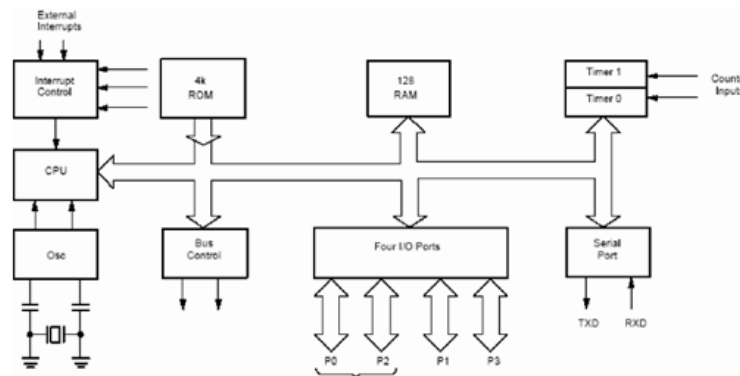 External
Interrupts
Interrupt
Control
4k
ROM
128
RAM
Timer 1
Timer 0
Count
Input
CPU
Osc
Bus
Control
Four I/O Ports
Serial
Port
TXD
RXD
P0
P2
P1
P3